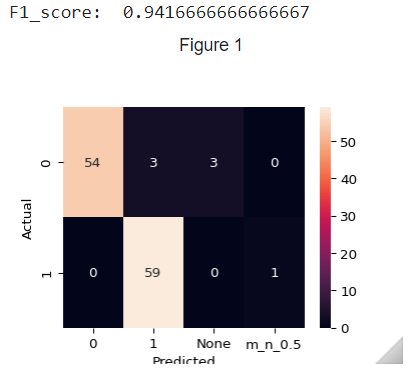 F1_score:  0.9416666666666667
Figure 1
0 54 3 3 0 50
40
Actual 30
20
1 0 59 0 1 10
0
0 1 None m_n_0.5
Predicted